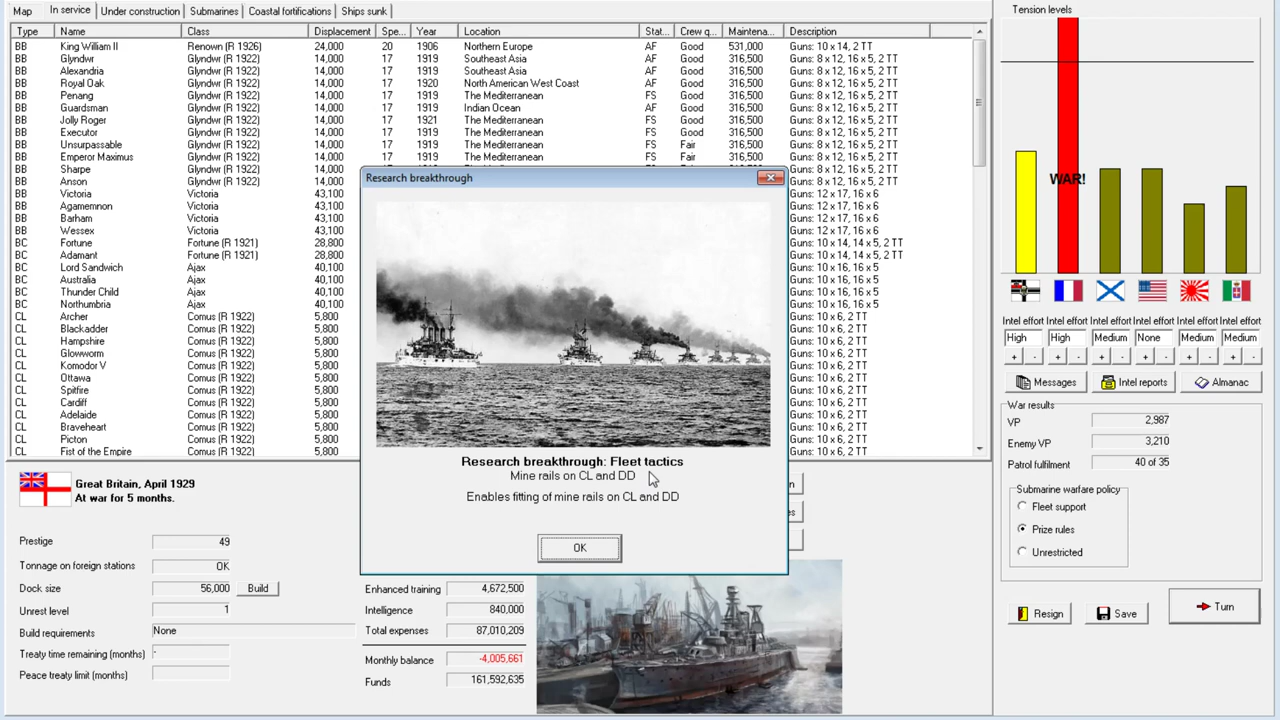 Map In service Under construction Submarines Coastal fortifications Ships sunk
Type Name Class Displacement Spe... Year Location Stat... Crew q... Maintena... Description
BB King William II Renown (R 1926) 24,000 20 1906 Northern Europe AF Good 531,000 Guns: 10 x 14, 2 TT
BB Glyndwr Glyndwr (R 1922) 14,000 17 1919 Southeast Asia AF Good 316,500 Guns: 8 x 12, 16 x 5, 2 TT
BB Alexandria Glyndwr (R 1922) 14,000 17 1919 Southeast Asia AF Good 316,500 Guns: 8 x 12, 16 x 5, 2 TT
BB Royal Oak Glyndwr (R 1922) 14,000 17 1920 North American West Coast AF Good 316,500 Guns: 8 x 12, 16 x 5, 2 TT
BB Penang Glyndwr (R 1922) 14,000 17 1919 The Mediterranean FS Good 316,500 Guns: 8 x 12, 16 x 5, 2 TT
BB Guardsman Glyndwr (R 1922) 14,000 17 1919 Indian Ocean AF Good 316,500 Guns: 8 x 12, 16 x 5, 2 TT
BB Jolly Roger Glyndwr (R 1922) 14,000 17 1921 The Mediterranean FS Good 316,500 Guns: 8 x 12, 16 x 5, 2 TT
BB Executor Glyndwr (R 1922) 14,000 17 1919 The Mediterranean FS Good 316,500 Guns: 8 x 12, 16 x 5, 2 TT
BB Unsurpassable Glyndwr (R 1922) 14,000 17 1919 The Mediterranean FS Fair 316,500 Guns: 8 x 12, 16 x 5, 2 TT
BB Emperor Maximus Glyndwr (R 1922) 14,000 17 1919 The Mediterranean FS Fair 316,500 Guns: 8 x 12, 16 x 5, 2 TT
BB Sharpe Glyndwr (R 1922) 14,000 Guns: 8 x 12, 16 x 5, 2 TT
BB Anson Glyndwr (R 1922) 14,000 Guns: 8 x 12, 16 x 5, 2 TT
BB Victoria Victoria 43,100 Guns: 12 x 17, 16 x 6
BB Agamemnon Victoria 43,100 Guns: 12 x 17, 16 x 6
BB Barham Victoria 43,100 Guns: 12 x 17, 16 x 6
BB Wessex Victoria 43,100 Guns: 12 x 17, 16 x 6
BC Fortune Fortune (R 1921) 28,800 Guns: 10 x 14, 14 x 5, 2 TT
BC Adamant Fortune (R 1921) 28,800 Guns: 10 x 14, 14 x 5, 2 TT
BC Lord Sandwich Ajax 40,100 Guns: 10 x 16, 16 x 5
BC Australia Ajax 40,100 Guns: 10 x 16, 16 x 5
BC Thunder Child Ajax 40,100 Guns: 10 x 16, 16 x 5
BC Northumbria Ajax 40,100 Guns: 10 x 16, 16 x 5
CL Archer Comus (R 1922) 5,800 Guns: 10 x 6, 2 TT
CL Blackadder Comus (R 1922) 5,800 Guns: 10 x 6, 2 TT
CL Hampshire Comus (R 1922) 5,800 Guns: 10 x 6, 2 TT
CL Glowworm Comus (R 1922) 5,800 Guns: 10 x 6, 2 TT
CL Komodor V Comus (R 1922) 5,800 Guns: 10 x 6, 2 TT
CL Ottawa Comus (R 1922) 5,800 Guns: 10 x 6, 2 TT
CL Spitfire Comus (R 1922) 5,800 Guns: 10 x 6, 2 TT
CL Cardiff Comus (R 1922) 5,800 Guns: 10 x 6, 2 TT
CL Adelaide Comus (R 1922) 5,800 Guns: 10 x 6, 2 TT
CL Braveheart Comus (R 1922) 5,800 Guns: 10 x 6, 2 TT
CL Picton Comus (R 1922) 5,800 Guns: 10 x 6, 2 TT
CL Fist of the Empire Comus (R 1922) 5,800 Guns: 10 x 6, 2 TT
Research breakthrough
Research breakthrough: Fleet tactics
Mine rails on CL and DD
Enables fitting of mine rails on CL and DD
OK
Great Britain, April 1929
At war for 5 months.
Prestige 49
Tonnage on foreign stations OK
Dock size 56,000 Build
Unrest level 1
Build requirements None
Treaty time remaining (months) -
Peace treaty limit (months)
Enhanced training 4,672,500
Intelligence 840,000
Total expenses 87,010,209
Monthly balance -4,005,661
Funds 161,592,635
Tension levels
WAR!
Intel effort Intel effort Intel effort Intel effort Intel effort Intel effort
High High Medium None Medium Medium
+ - + - + - + - + - + -
Messages Intel reports Almanac
War results
VP 2,987
Enemy VP 3,210
Patrol fulfilment 40 of 35
Submarine warfare policy
Fleet support
Prize rules
Unrestricted
Resign Save Turn